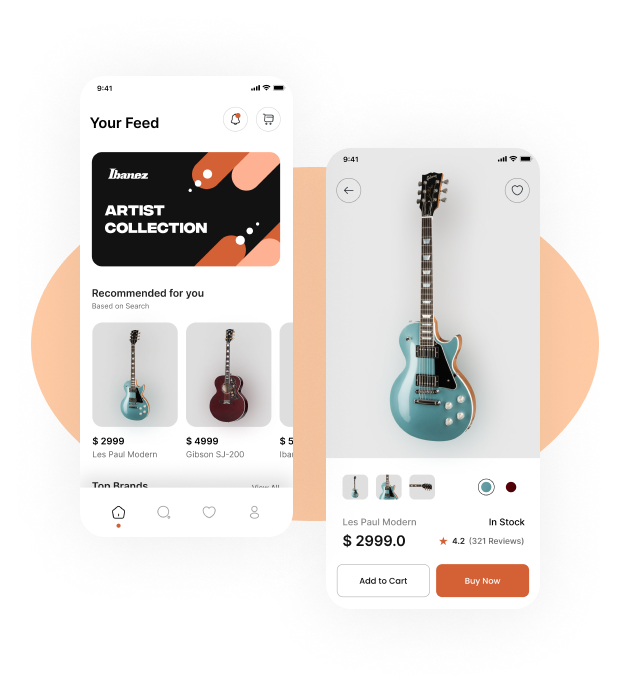 9:41
Your Feed
Ibanez
ARTIST
COLLECTION
Recommended for you
Based on Search
$ 2999
Les Paul Modern
$ 4999
Gibson SJ-200
$ 5
Iba
Top Brands
View All
9:41
Les Paul Modern
In Stock
$ 2999.0
4.2 (321 Reviews)
Add to Cart
Buy Now